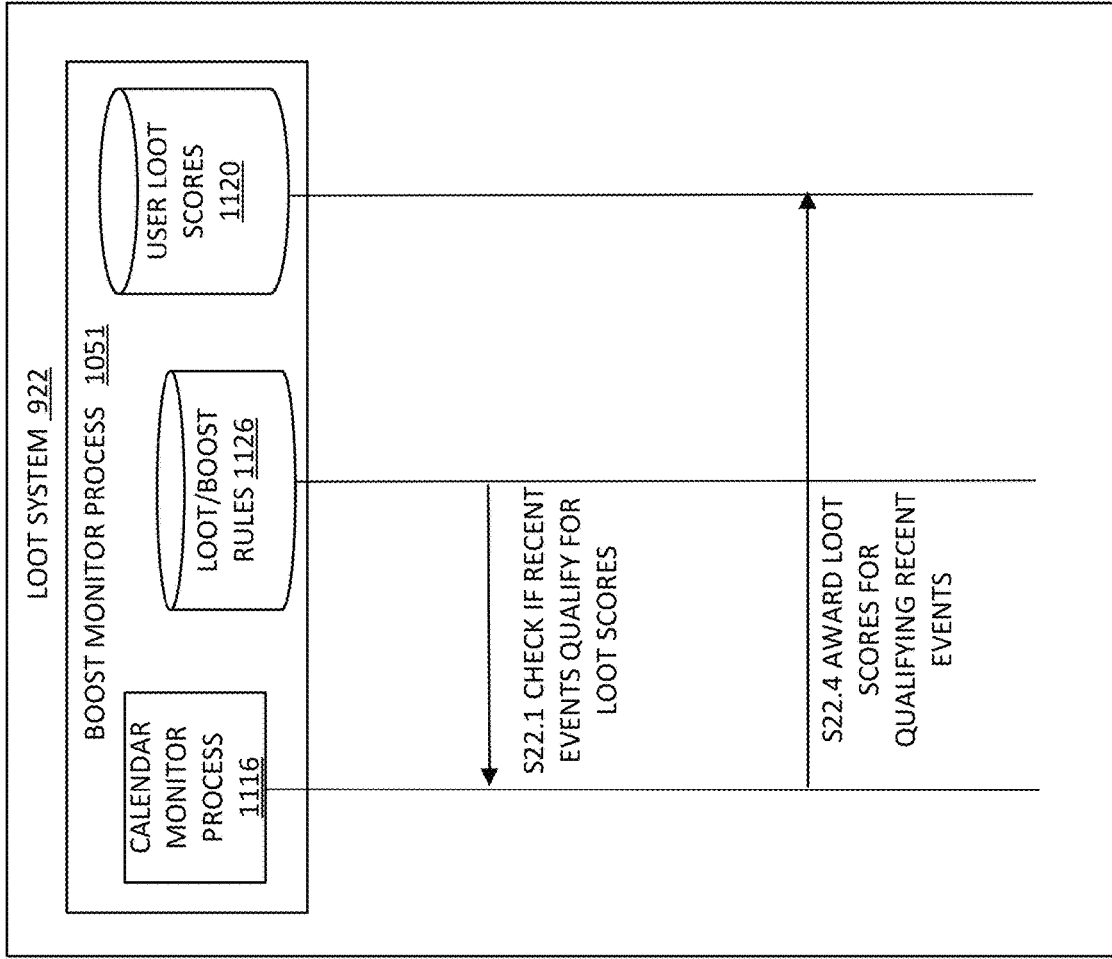 LOOT SYSTEM 922
BOOST MONITOR PROCESS 1051
CALENDAR
MONITOR
PROCESS
1116
LOOT/BOOST
RULES 1126
USER LOOT
SCORES
1120
S22.1 CHECK IF RECENT
EVENTS QUALIFY FOR
LOOT SCORES
S22.4 AWARD LOOT
SCORES FOR
QUALIFYING RECENT
EVENTS